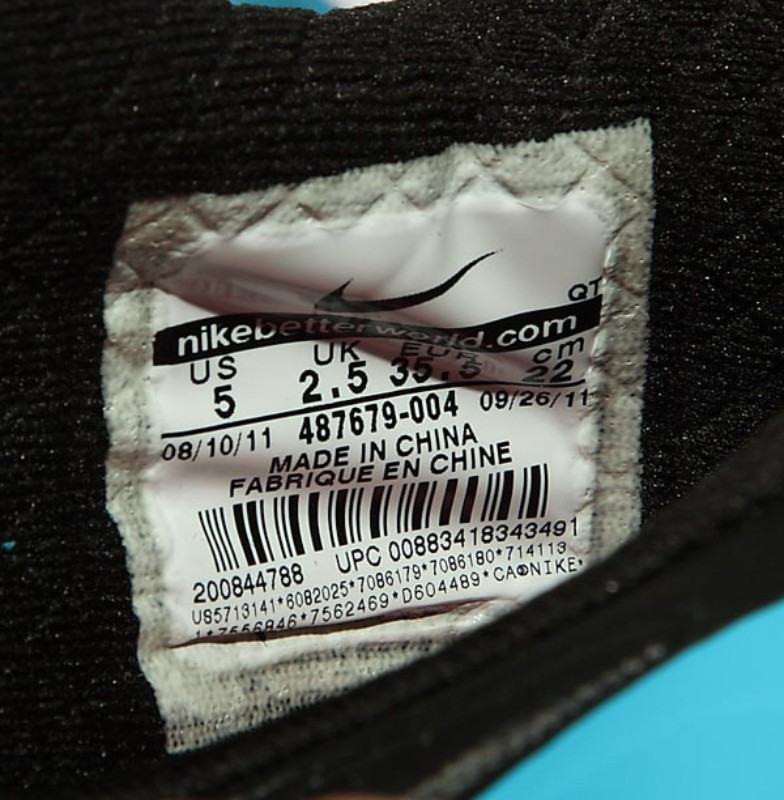 QT
nikebetterworld.com
US UK EUR cm
5 2.5 35.5 22
08/10/11 487679-004 09/26/11
MADE IN CHINA
FABRIQUE EN CHINE
200844788 UPC 00883418343491
US5713141*6082025*7086179*7086180*714113
1*7556846*7562469*D604489*CA®NIKE,